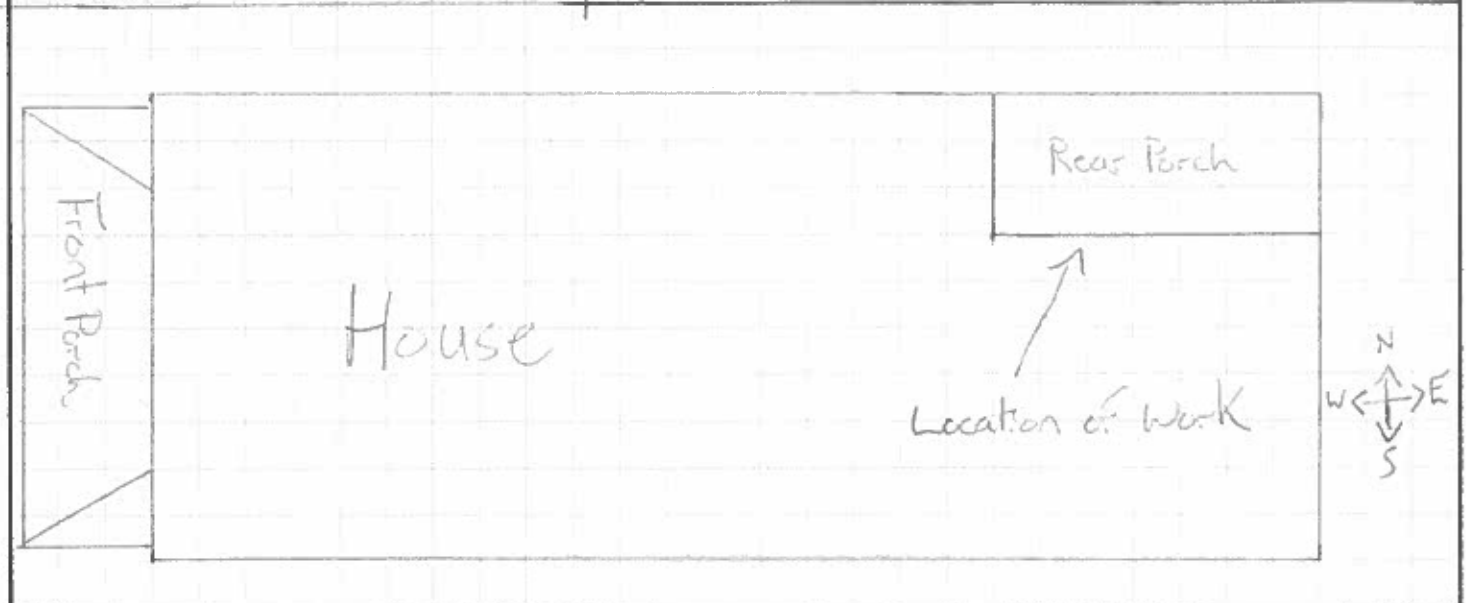 Rear Porch
Front Porch
House
N
W E
S
Location of Work